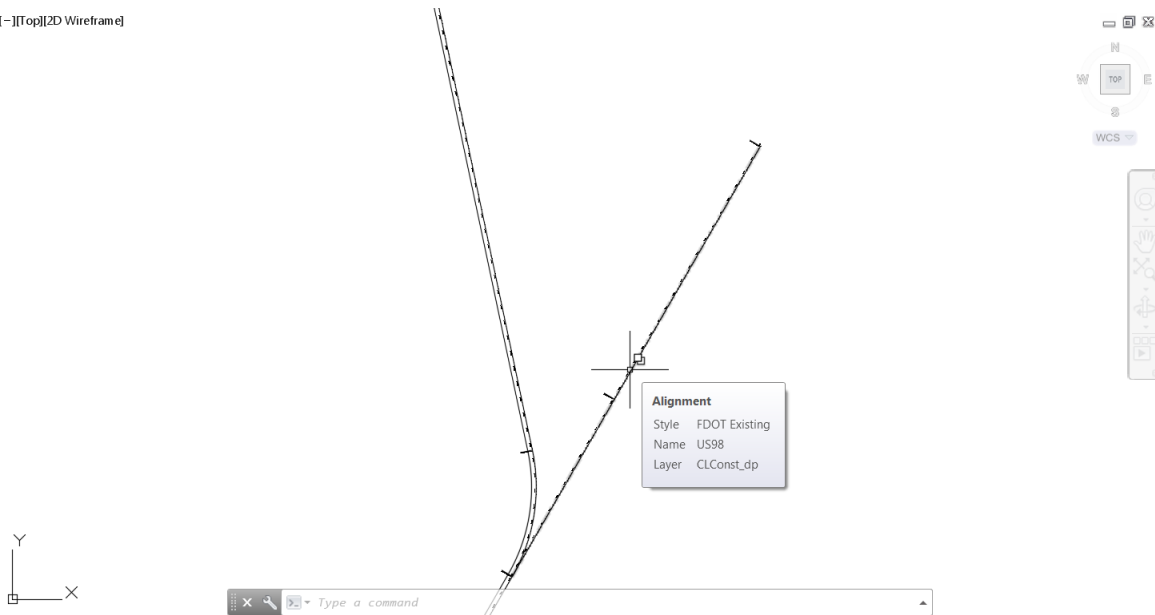 [−][Top][2D Wireframe]
N
W TOP E
S
WCS
Alignment
Style FDOT Existing
Name US98
Layer CLConst_dp
Y
X
Type a command